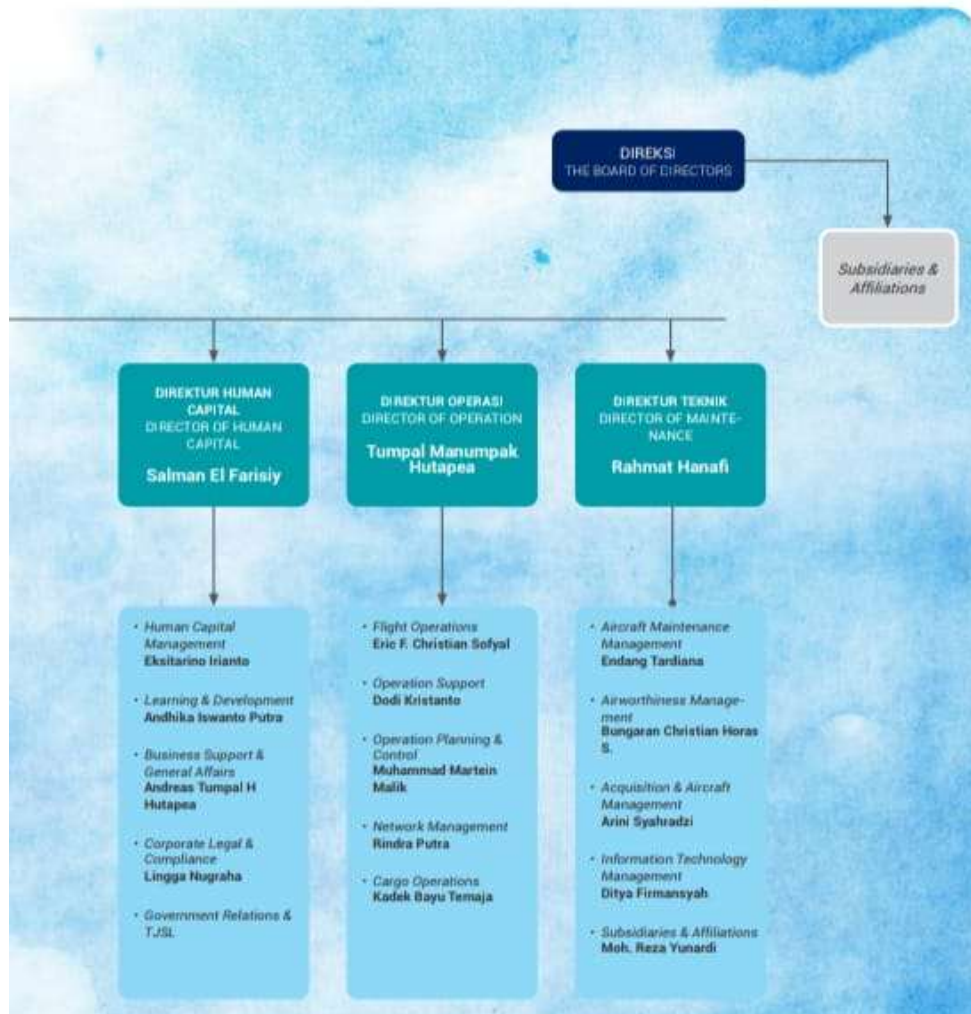 DIREKSI
THE BOARD OF DIRECTORS
Subsidiaries &
Affiliations
DIREKTUR HUMAN
CAPITAL
DIRECTOR OF HUMAN
CAPITAL
Salman El Farisiy
DIREKTUR OPERASI
DIRECTOR OF OPERATION
Tumpal Manumpak
Hutapea
DIREKTUR TEKNIK
DIRECTOR OF MAINTE-
NANCE
Rahmat Hanafi
• Human Capital
Management
Eksitarino Irianto
• Learning & Development
Andhika Iswanto Putra
• Business Support &
General Affairs
Andreas Tumpal H
Hutapea
• Corporate Legal &
Compliance
Lingga Nugraha
• Government Relations &
TJSL
• Flight Operations
Eric F. Christian Sofyal
• Operation Support
Dodi Kristanto
• Operation Planning &
Control
Muhammad Martein
Malik
• Network Management
Rindra Putra
• Cargo Operations
Kadek Bayu Temaja
• Aircraft Maintenance
Management
Endang Tardiana
• Airworthiness Manage-
ment
Bungaran Christian Horas
S.
• Acquisition & Aircraft
Management
Arini Syahradzi
• Information Technology
Management
Ditya Firmansyah
• Subsidiaries & Affiliations
Moh. Reza Yunardi